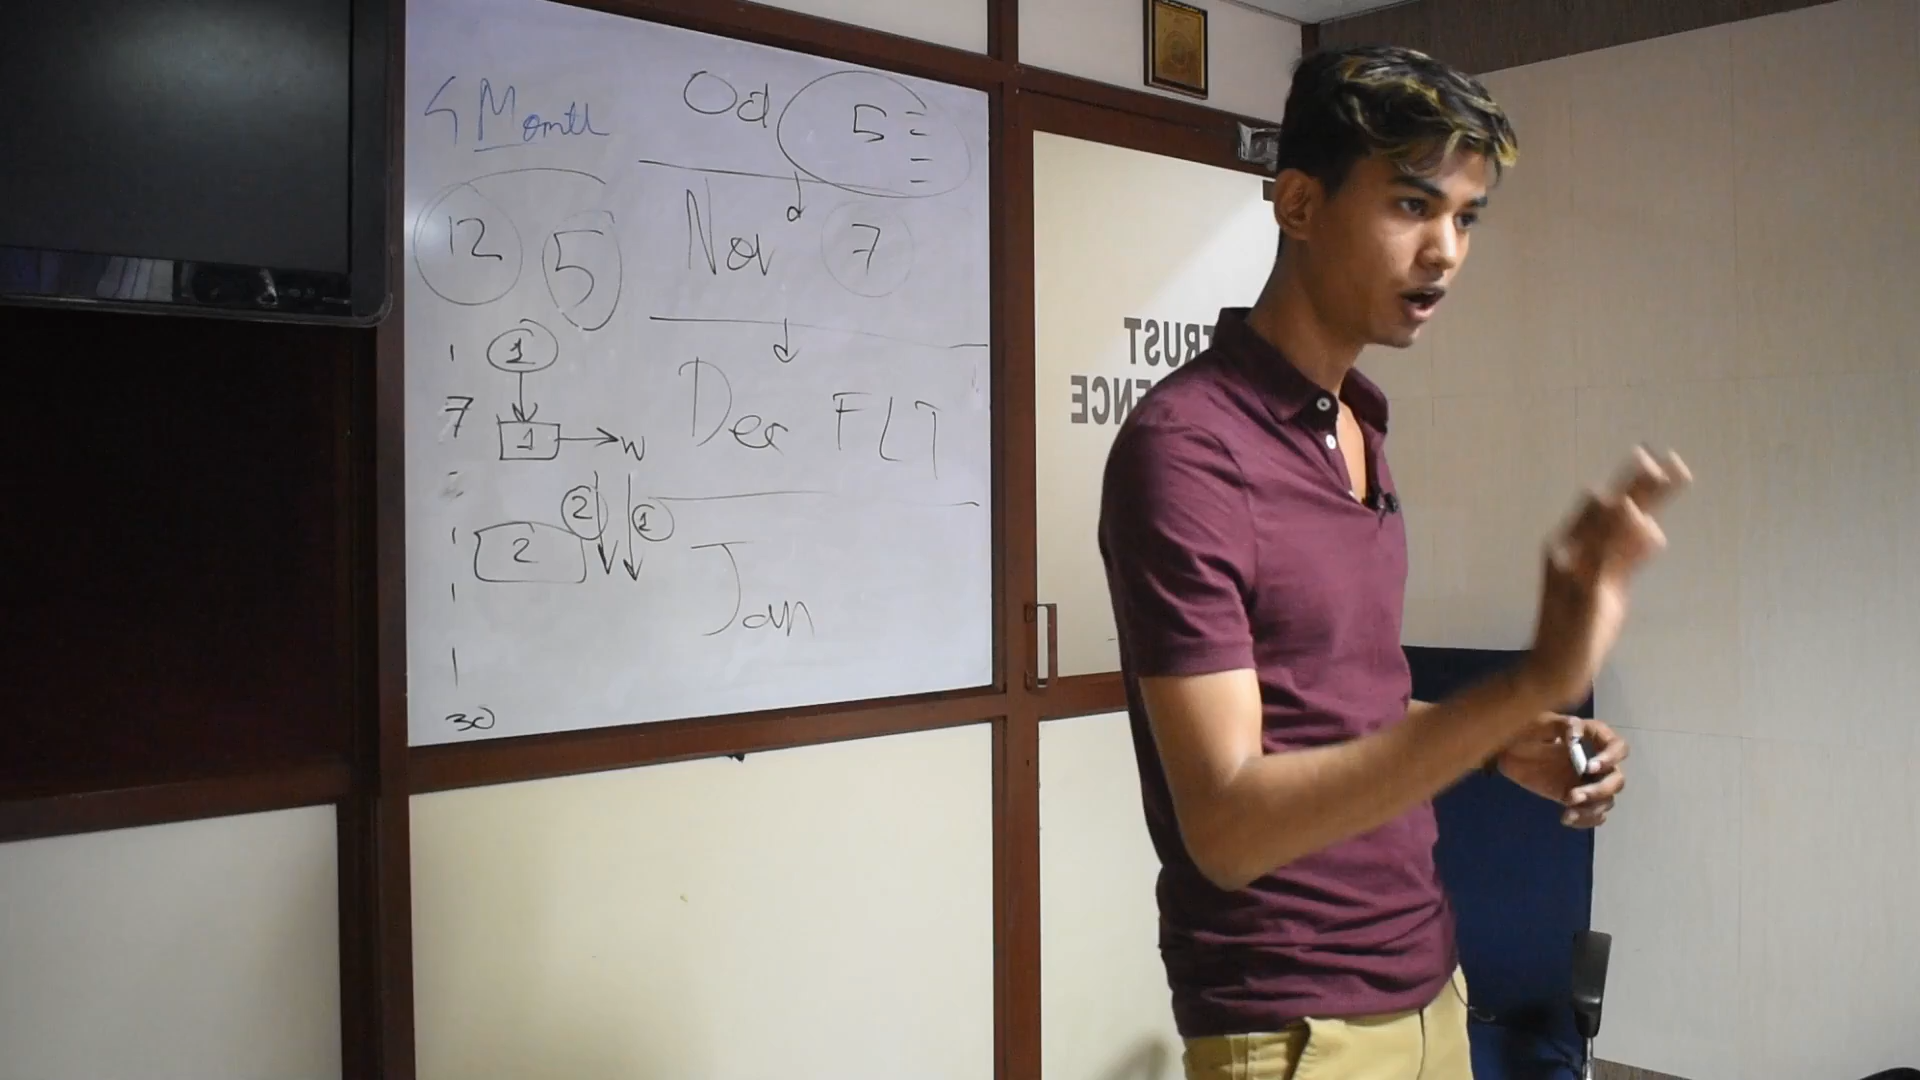 4 Month
12 5
1
1
7
1 → W
2 1
2
30
Oct 5
Nov 7
Dec FLT
Jan
TRUST
ENCE